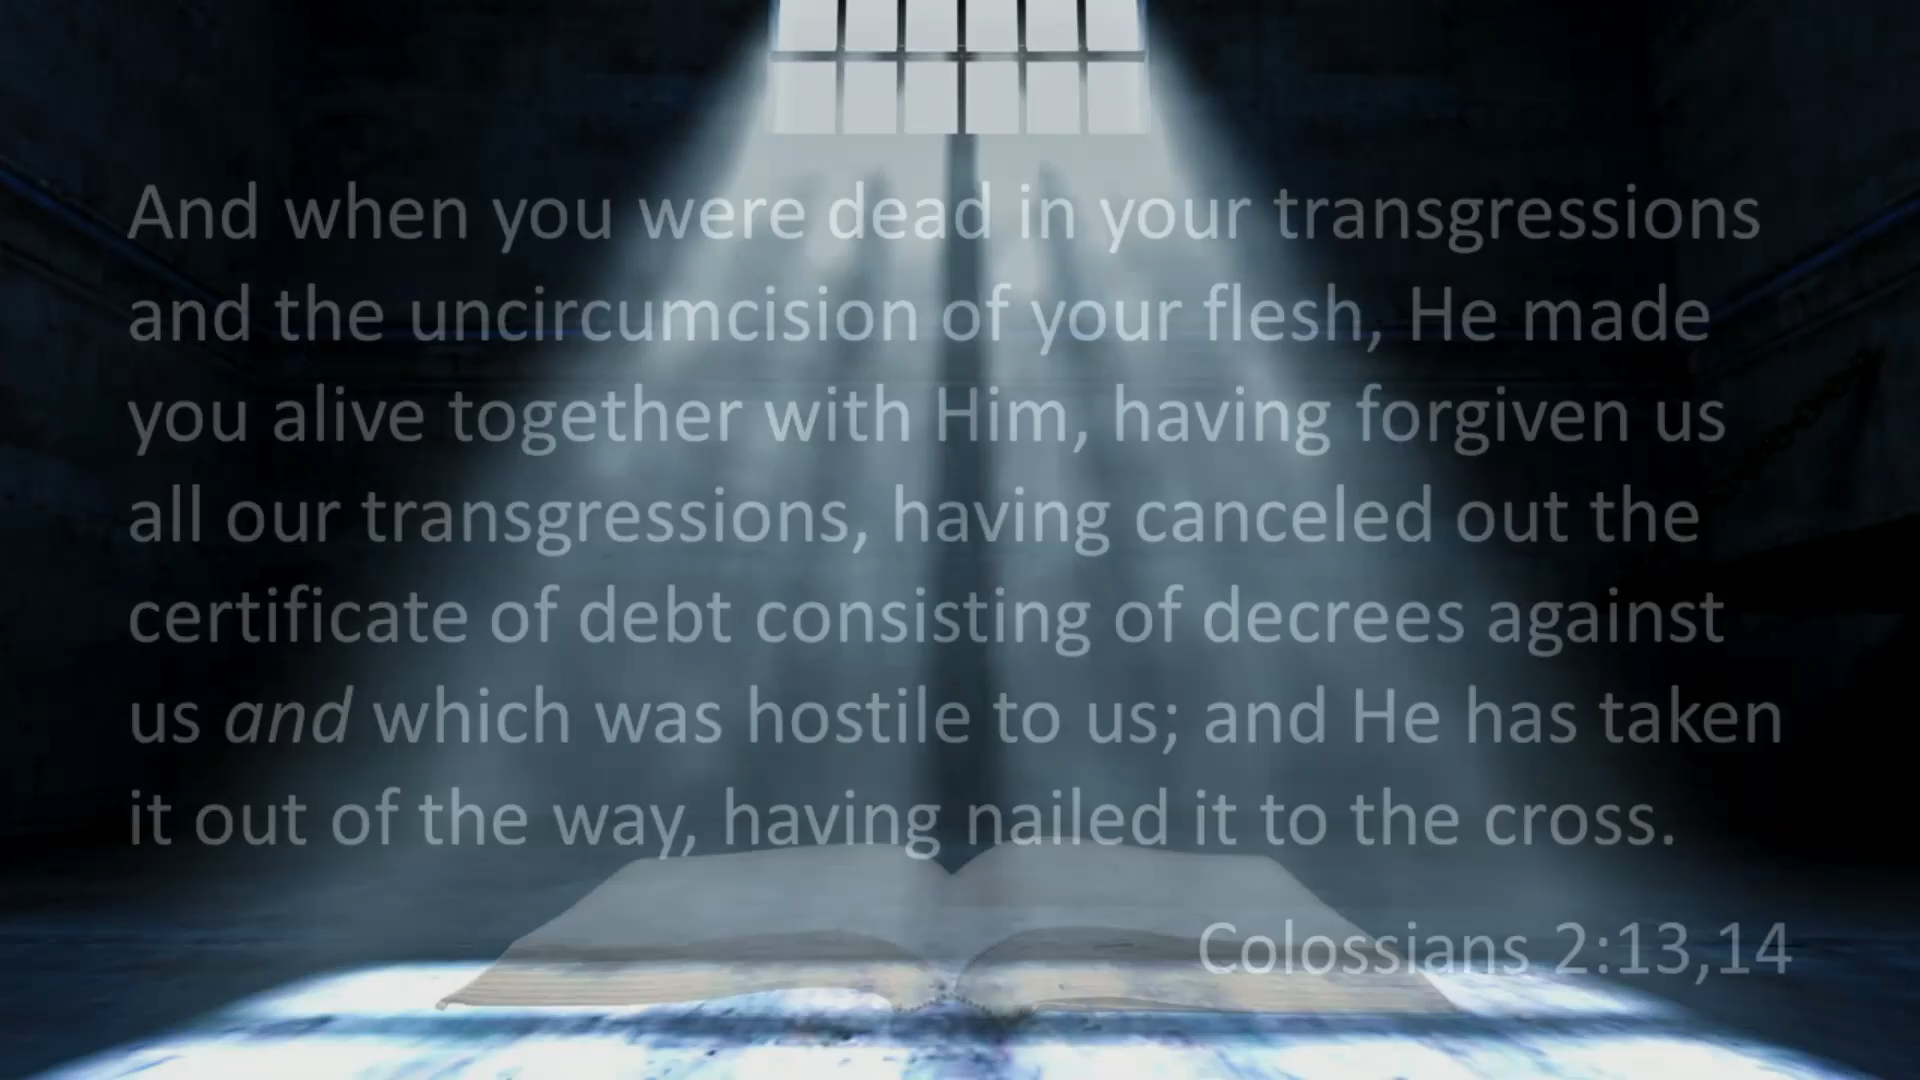 And when you were dead in your transgressions
and the uncircumcision of your flesh, He made
you alive together with Him, having forgiven us
all our transgressions, having canceled out the
certificate of debt consisting of decrees against
us and which was hostile to us; and He has taken
it out of the way, having nailed it to the cross.
Colossians 2:13,14